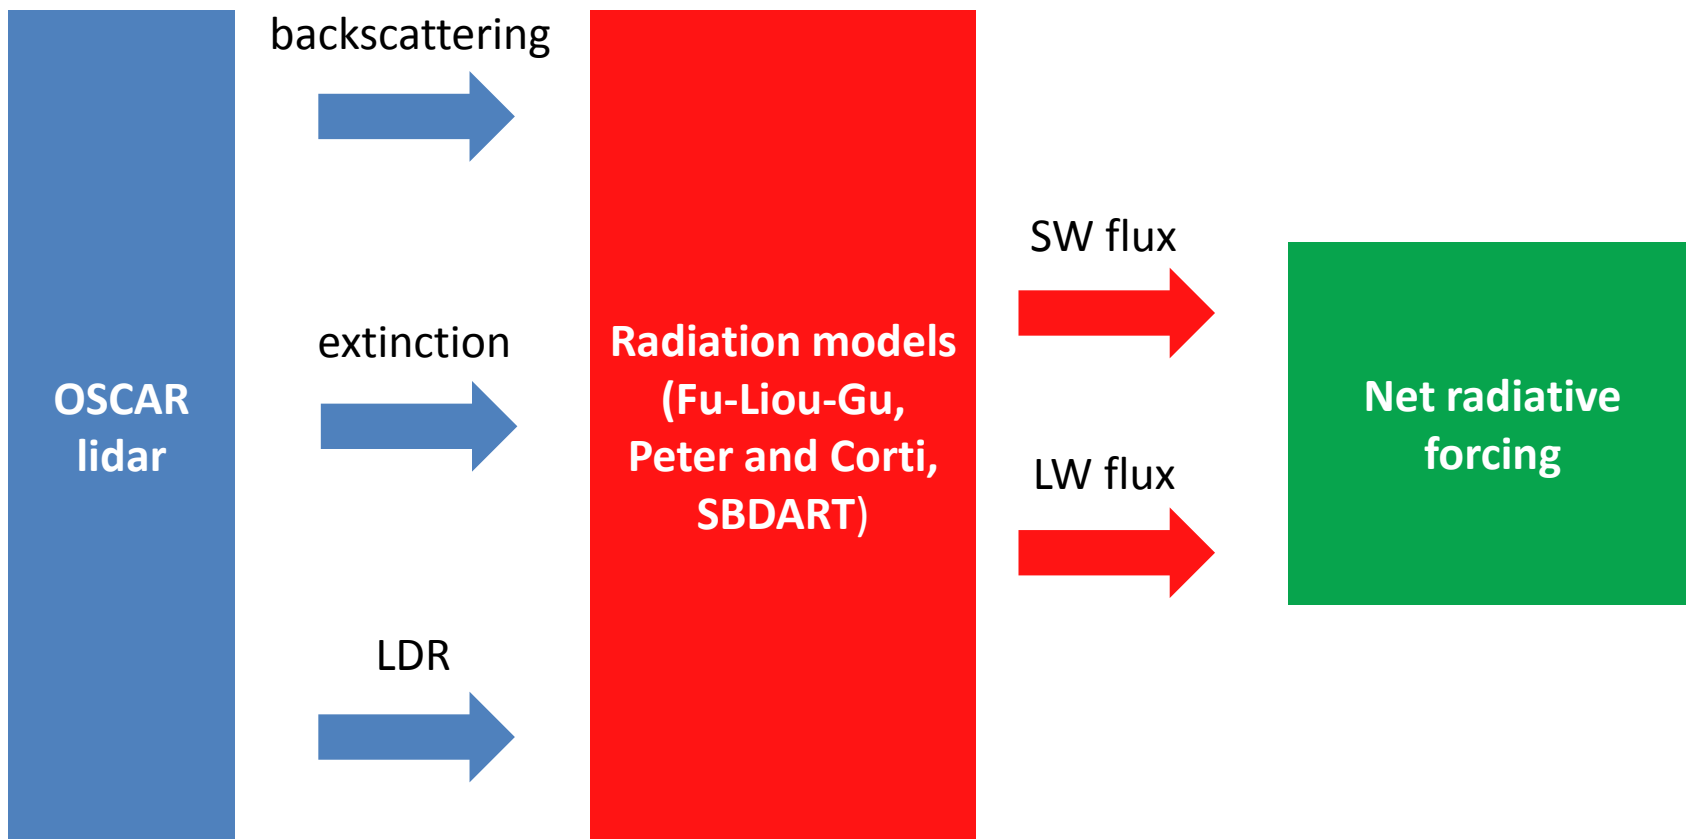 backscattering
extinction
LDR
OSCAR
lidar
Radiation models
(Fu-Liou-Gu,
Peter and Corti,
SBDART)
SW flux
LW flux
Net radiative
forcing